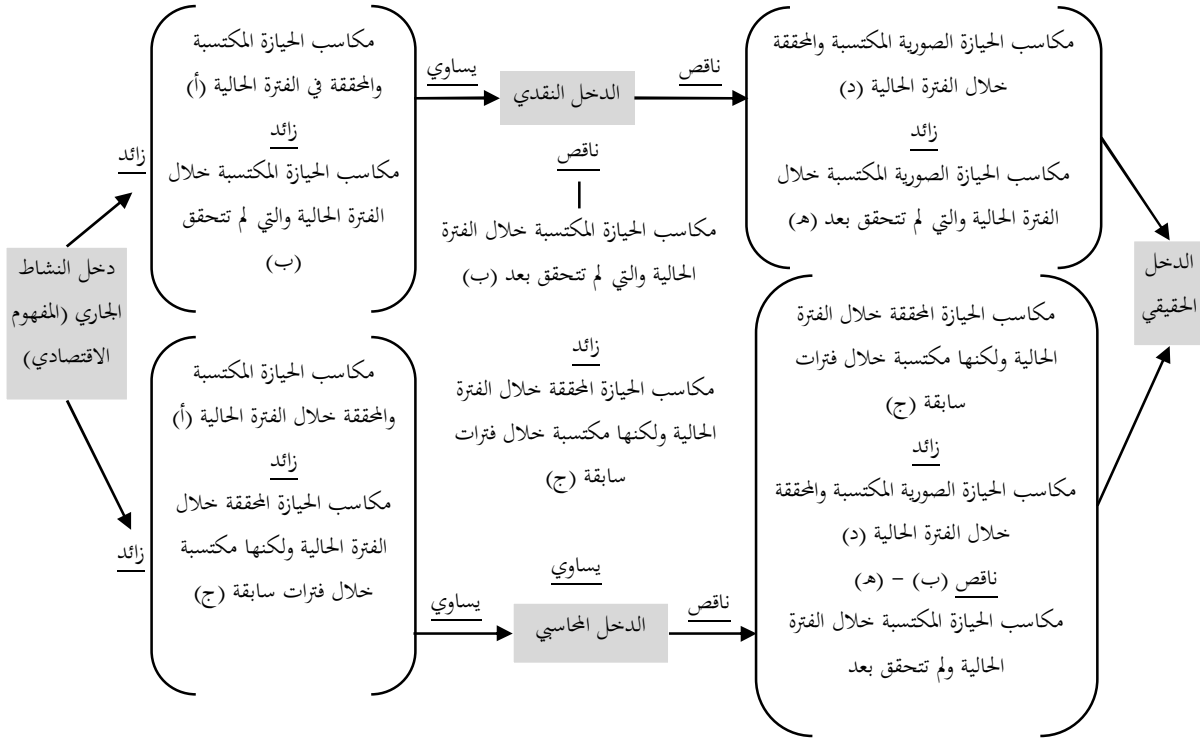 دخل النشاط
الجاري (المفهوم
الاقتصادي)
زائد
مكاسب الحيازة المكتسبة
والمحققة في الفترة الحالية (أ)
زائد
مكاسب الحيازة المكتسبة خلال
الفترة الحالية والتي لم تتحقق
(ب)
يساوي
الدخل النقدي
ناقص
مكاسب الحيازة الصورية المكتسبة والمحققة
خلال الفترة الحالية (د)
زائد
مكاسب الحيازة الصورية المكتسبة خلال
الفترة الحالية والتي لم تتحقق بعد (هـ)
الدخل
الحقيقي
ناقص
مكاسب الحيازة المكتسبة خلال الفترة
الحالية والتي لم تتحقق بعد (ب)
زائد
مكاسب الحيازة المحققة خلال الفترة
الحالية ولكنها مكتسبة خلال فترات
سابقة (ج)
يساوي
زائد
مكاسب الحيازة المكتسبة
والمحققة خلال الفترة الحالية (أ)
زائد
مكاسب الحيازة المحققة خلال
الفترة الحالية ولكنها مكتسبة
خلال فترات سابقة (ج)
يساوي
الدخل المحاسبي
ناقص
مكاسب الحيازة المحققة خلال الفترة
الحالية ولكنها مكتسبة خلال فترات
سابقة (ج)
زائد
مكاسب الحيازة الصورية المكتسبة والمحققة
خلال الفترة الحالية (د)
ناقص (ب) – (هـ)
مكاسب الحيازة المكتسبة خلال الفترة
الحالية ولم تتحقق بعد